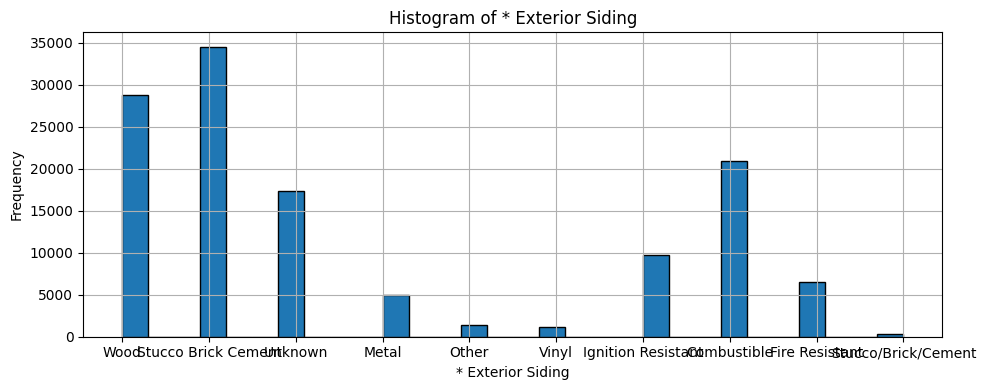 Histogram of * Exterior Siding
35000
30000
25000
20000
15000
10000
5000
0
Frequency
Wood Stucco Brick Cement Unknown Metal Other Vinyl Ignition Resistant Combustible Fire Resistant Stucco/Brick/Cement
* Exterior Siding